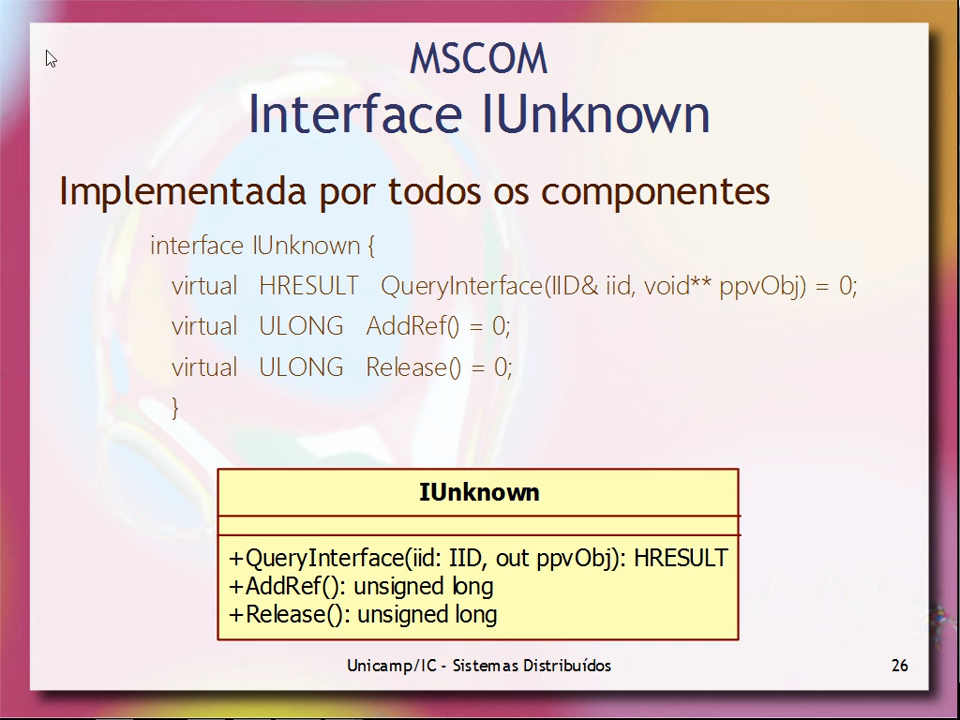 MSCOM
Interface IUnknown
Implementada por todos os componentes
interface IUnknown {
virtual HRESULT QueryInterface(IID& iid, void** ppvObj) = 0;
virtual ULONG AddRef() = 0;
virtual ULONG Release() = 0;
}
IUnknown
+QueryInterface(iid: IID, out ppvObj): HRESULT
+AddRef(): unsigned long
+Release(): unsigned long
Unicamp/IC - Sistemas Distribuídos 26